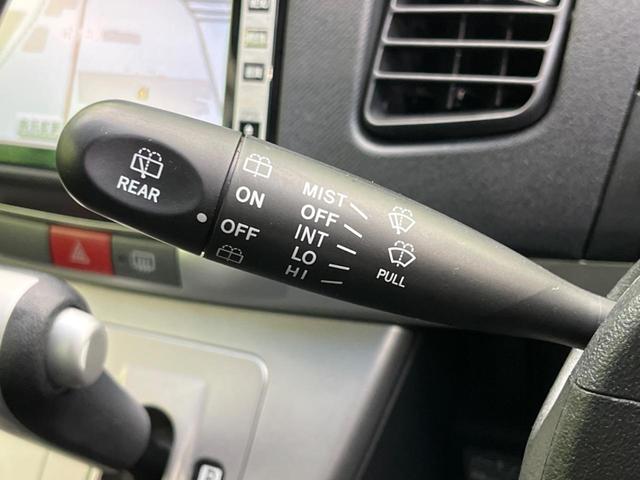 REAR
ON
OFF
MIST
OFF
INT
LO
HI
PULL
P